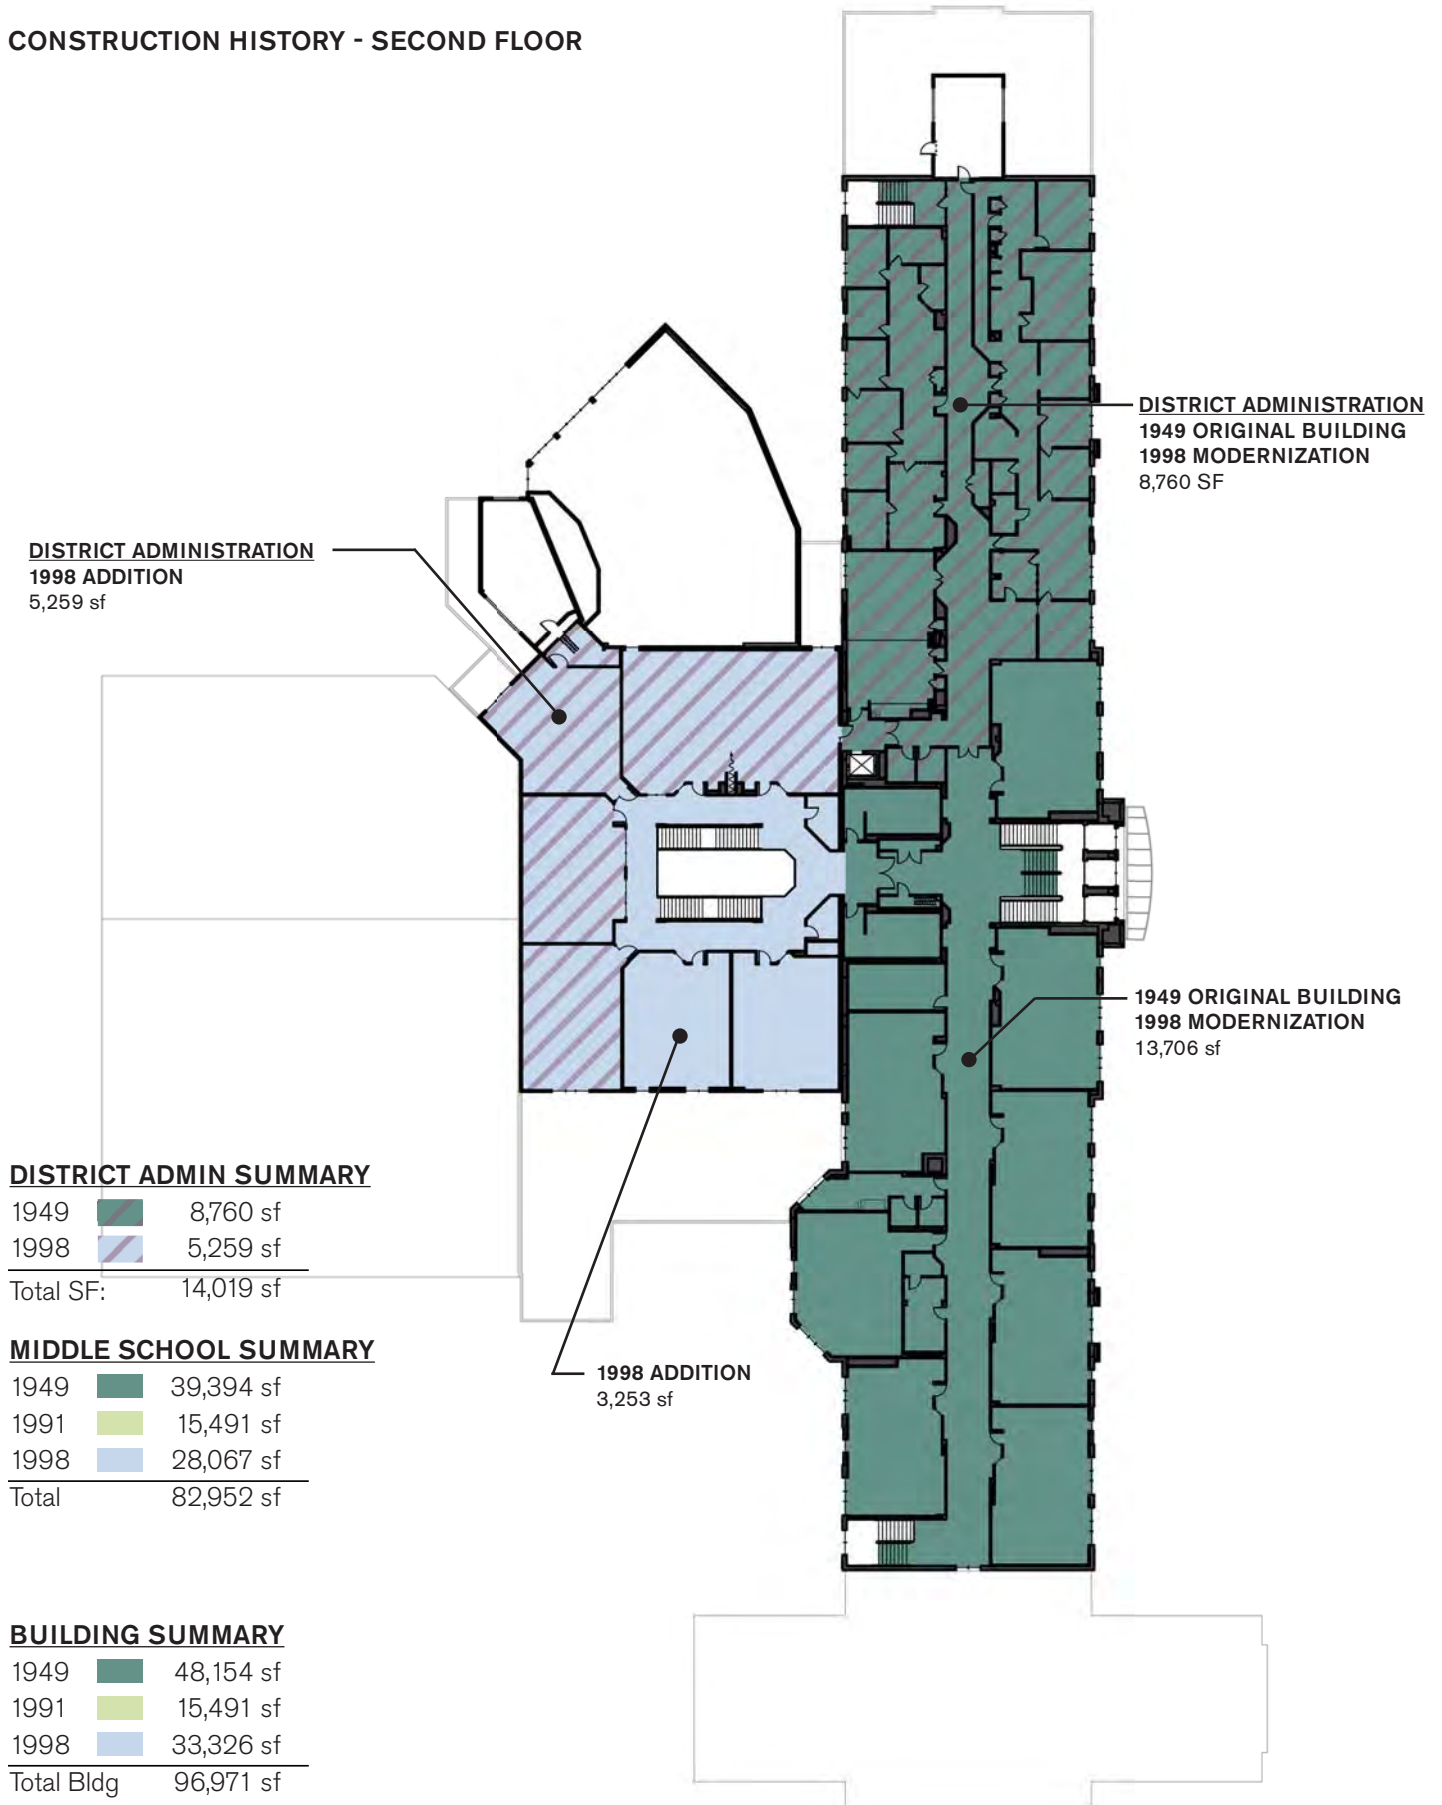 CONSTRUCTION HISTORY - SECOND FLOOR
DISTRICT ADMINISTRATION
1949 ORIGINAL BUILDING
1998 MODERNIZATION
8,760 SF
DISTRICT ADMINISTRATION
1998 ADDITION
5,259 sf
1949 ORIGINAL BUILDING
1998 MODERNIZATION
13,706 sf
1998 ADDITION
3,253 sf
DISTRICT ADMIN SUMMARY
1949 8,760 sf
1998 5,259 sf
Total SF: 14,019 sf
MIDDLE SCHOOL SUMMARY
1949 39,394 sf
1991 15,491 sf
1998 28,067 sf
Total 82,952 sf
BUILDING SUMMARY
1949 48,154 sf
1991 15,491 sf
1998 33,326 sf
Total Bldg 96,971 sf